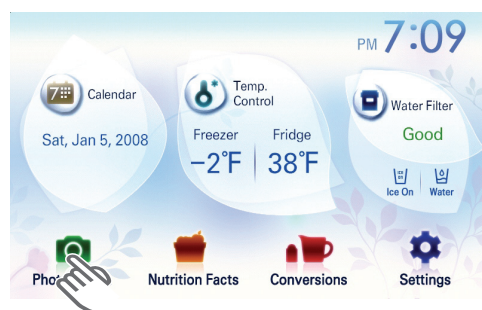 PM 7:09
7
Calendar
Temp.
Control
Water Filter
Sat, Jan 5, 2008
Freezer
Fridge
Good
−2°F
38°F
Ice On
Water
Nutrition Facts
Conversions
Settings